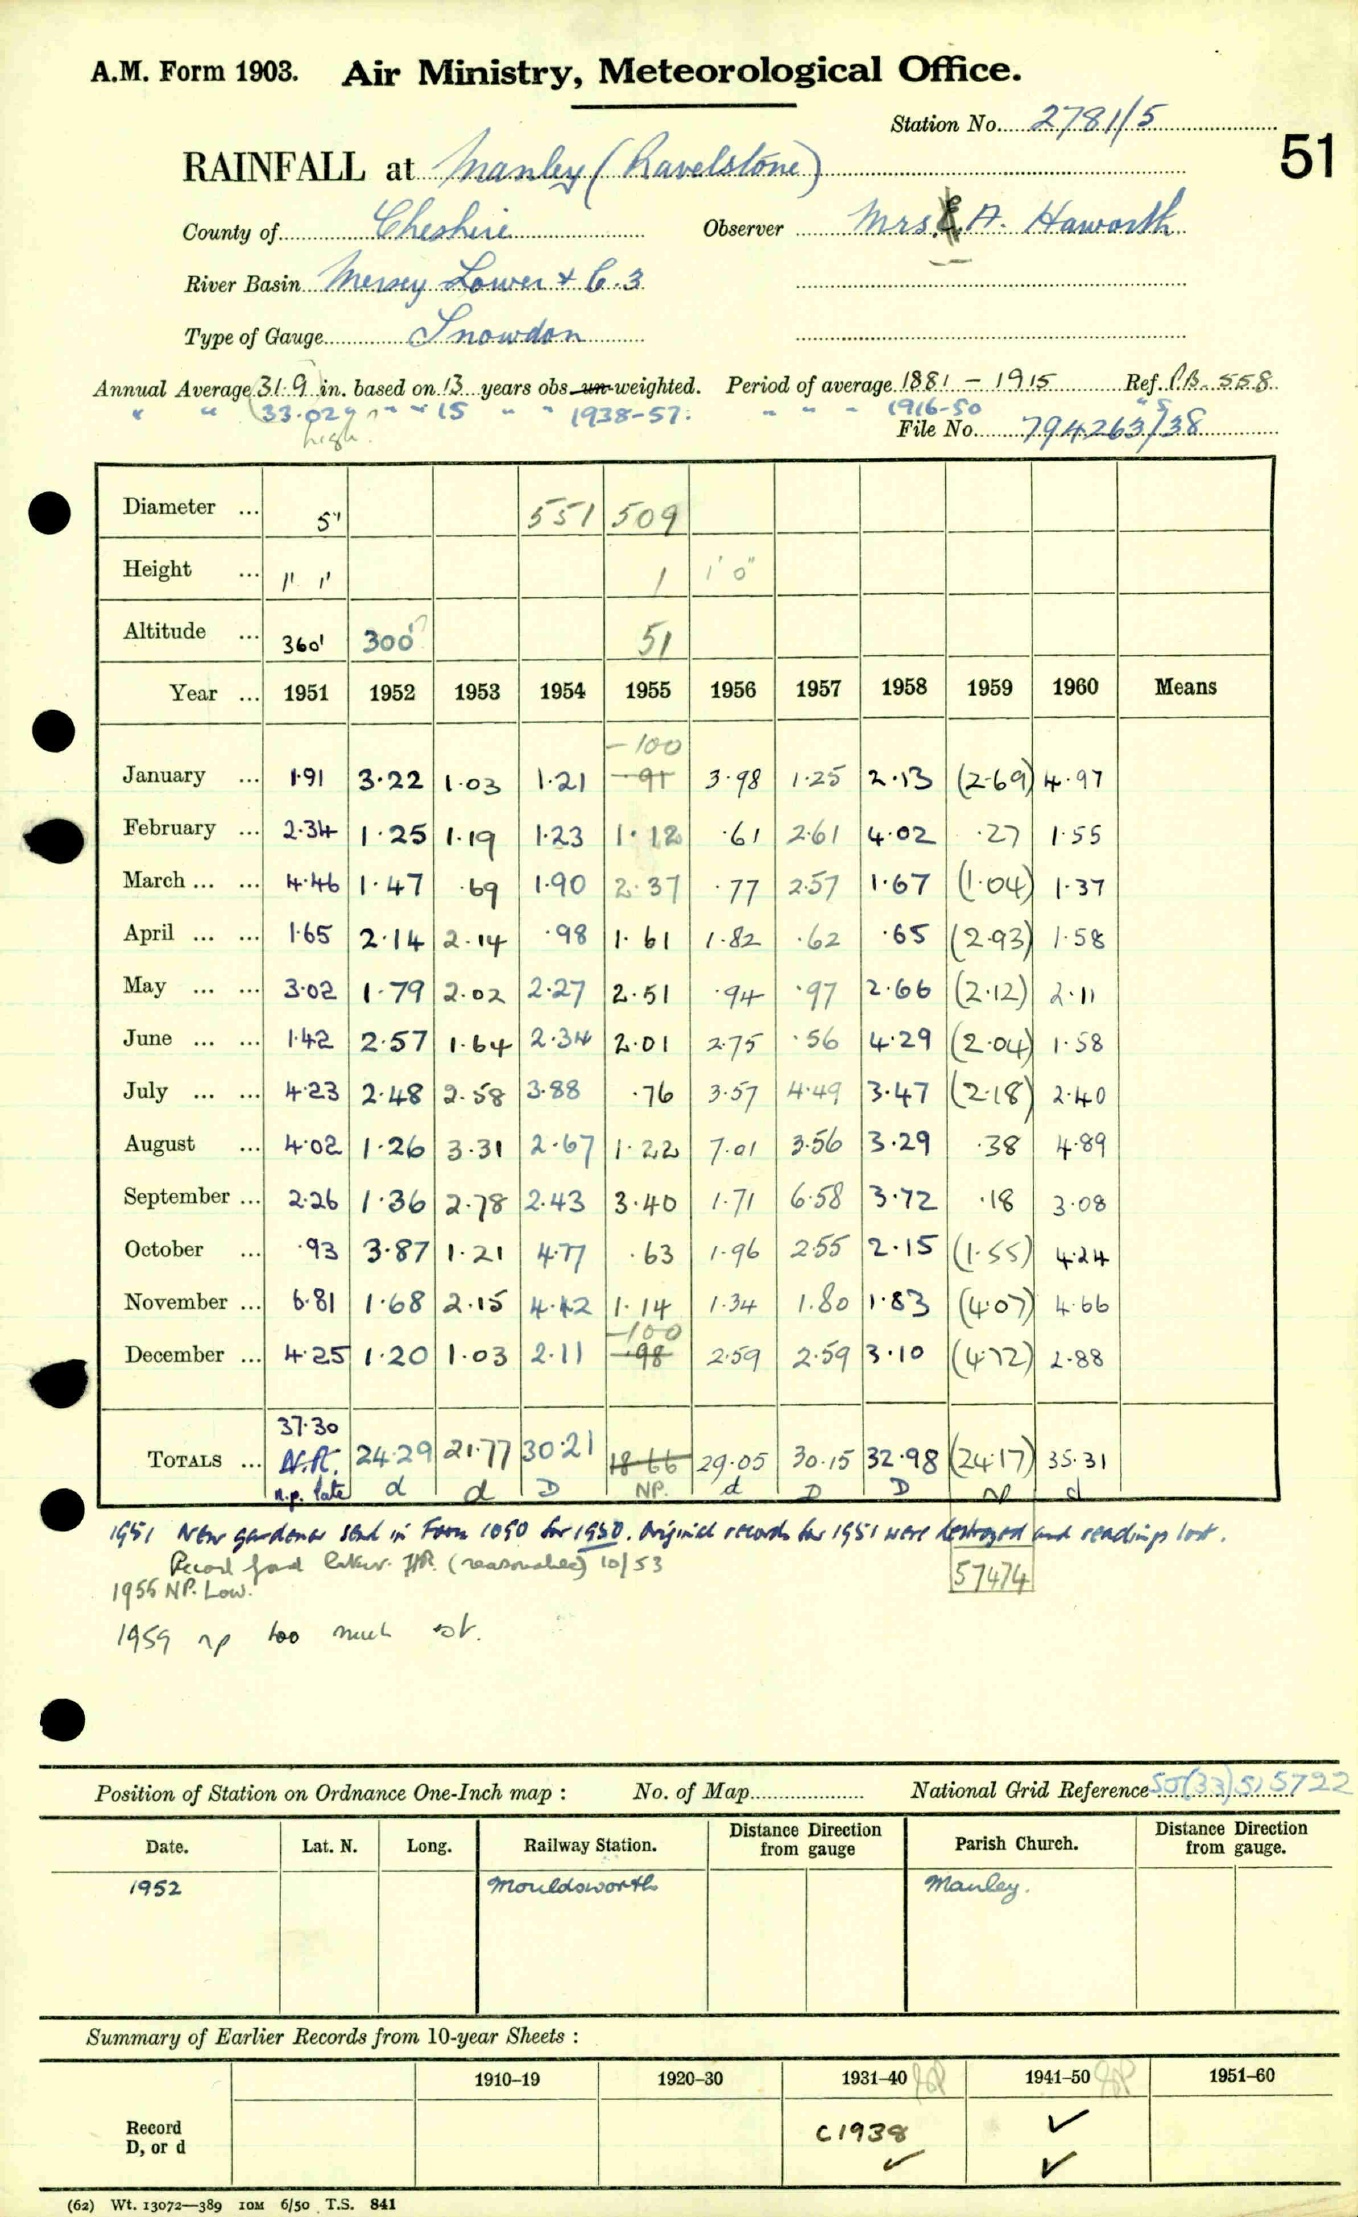 A.M. Form 1903. Air Ministry, Meteorological Office.
Station No. 2781/5
51
RAINFALL at Manley (Ravelstone)
County of Cheshire Observer Mrs. A. Haworth
River Basin Mersey Lower & C.3
Type of Gauge Snowdon
Annual Average (31.9) in. based on 13 years obs. un-weighted. Period of average 1881 - 1915 Ref. P.B. 558
" " (33.02) " " " 15 " " 1938-57. " " " 1916-50 " 5
high? File No. 794263/38
Diameter ... 5" 551 509
Height ... 1' 1" 1 1' 0"
Altitude ... 360' 300'? 51
Year ... 1951 1952 1953 1954 1955 1956 1957 1958 1959 1960 Means
-100
January ... 1.91 3.22 1.03 1.21 .91 3.98 1.25 2.13 (2.69) 4.97
February ... 2.34 1.25 1.19 1.23 1.12 .61 2.61 4.02 .27 1.55
March ... ... 4.46 1.47 .69 1.90 2.37 .77 2.57 1.67 (1.04) 1.37
April ... ... 1.65 2.14 2.14 .98 1.61 1.82 .62 .65 (2.93) 1.58
May ... ... 3.02 1.79 2.02 2.27 2.51 .94 .97 2.66 (2.12) 2.11
June ... ... 1.42 2.57 1.64 2.34 2.01 2.75 .56 4.29 (2.04) 1.58
July ... ... 4.23 2.48 2.58 3.88 .76 3.57 4.49 3.47 (2.18) 2.40
August ... 4.02 1.26 3.31 2.67 1.22 7.01 3.56 3.29 .38 4.89
September ... 2.26 1.36 2.78 2.43 3.40 1.71 6.58 3.72 .18 3.08
October ... .93 3.87 1.21 4.77 .63 1.96 2.55 2.15 (1.55) 4.24
November ... 6.81 1.68 2.15 4.42 1.14 1.34 1.80 1.83 (4.07) 4.66
-100
December ... 4.25 1.20 1.03 2.11 .98 2.59 2.59 3.10 (4.72) 2.88
37.30
TOTALS ... N.R. 24.29 21.77 30.21 18.66 29.05 30.15 32.98 (24.17) 35.31
n.p. late d d D NP. d D D np d
1951 New gardener send in Form 1090 for 1950. Original records for 1951 were destroyed and readings lost.
Record found later. (reasonable) 10/53
57474
1955 NP. Low.
1959 np too much est.
Position of Station on Ordnance One-Inch map : No. of Map National Grid Reference SJ(33)515722
Date. Lat. N. Long. Railway Station. Distance Direction from gauge Parish Church. Distance Direction from gauge.
1952 Mouldsworth Manley.
Summary of Earlier Records from 10-year Sheets :
1910–19 1920–30 1931–40 1941–50 1951–60
Record C1938 ✓
D, or d ✓ ✓
(62) Wt. 13072—389 10M 6/50 T.S. 841